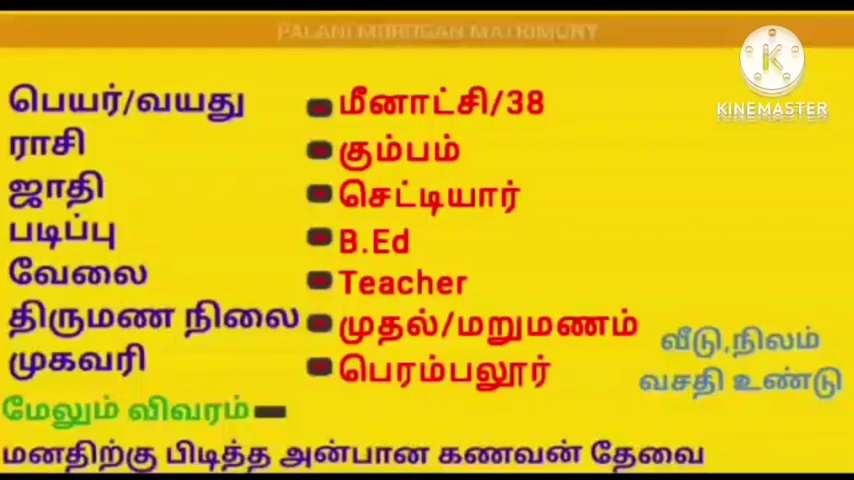 PALANI MURUGAN MATRIMONY
KINEMASTER
பெயர்/வயது - மீனாட்சி/38
ராசி - கும்பம்
ஜாதி - செட்டியார்
படிப்பு - B.Ed
வேலை - Teacher
திருமண நிலை - முதல்/மறுமணம்
முகவரி - பெரம்பலூர்
வீடு,நிலம்
வசதி உண்டு
மேலும் விவரம் -
மனதிற்கு பிடித்த அன்பான கணவன் தேவை